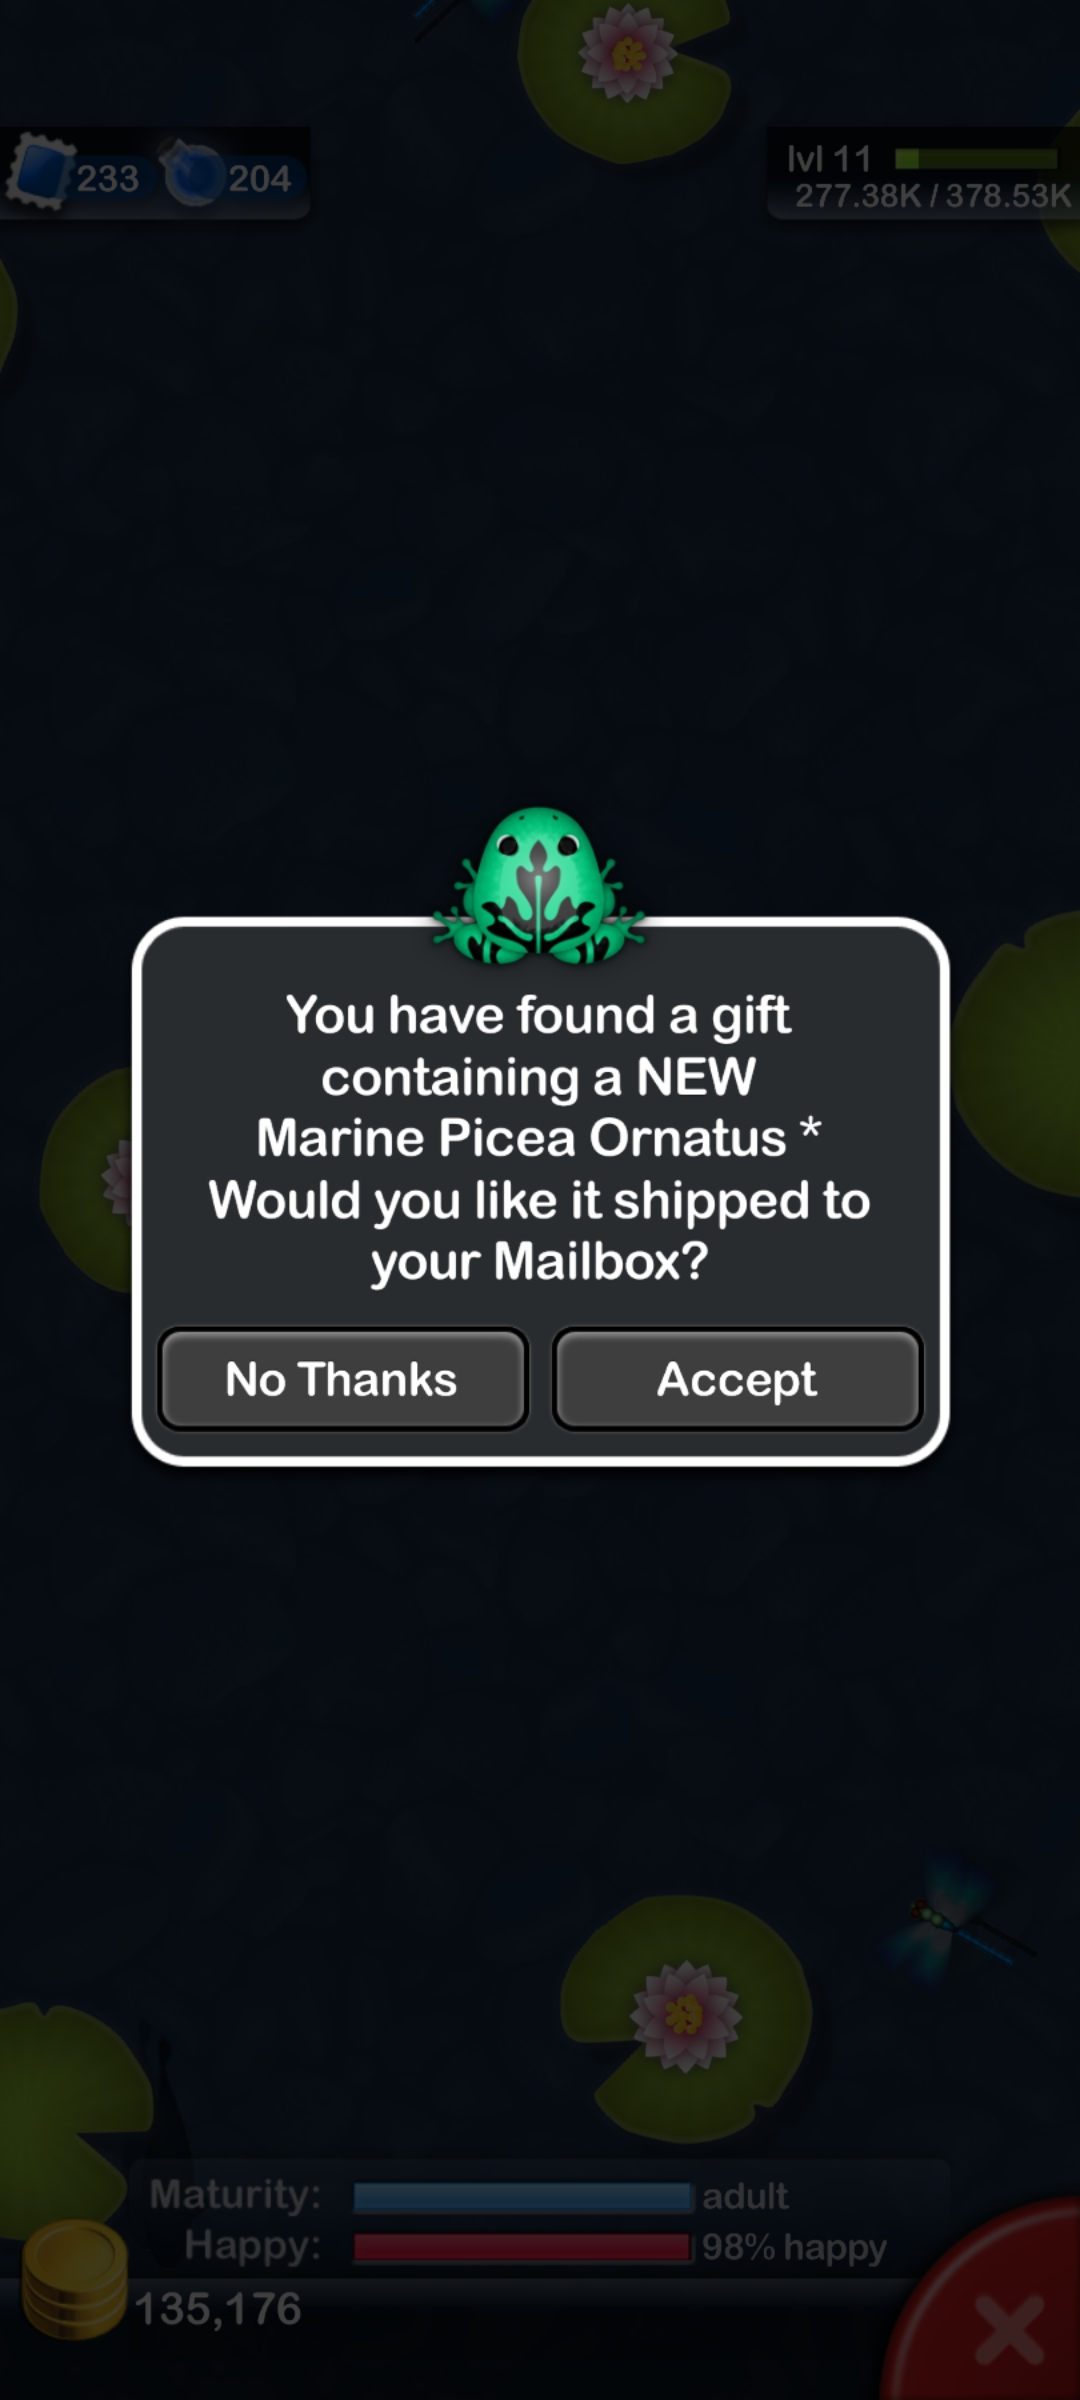 233 204
lvl 11
277.38K / 378.53K
You have found a gift
containing a NEW
Marine Picea Ornatus *
Would you like it shipped to
your Mailbox?
No Thanks Accept
Maturity: adult
Happy: 98% happy
135,176